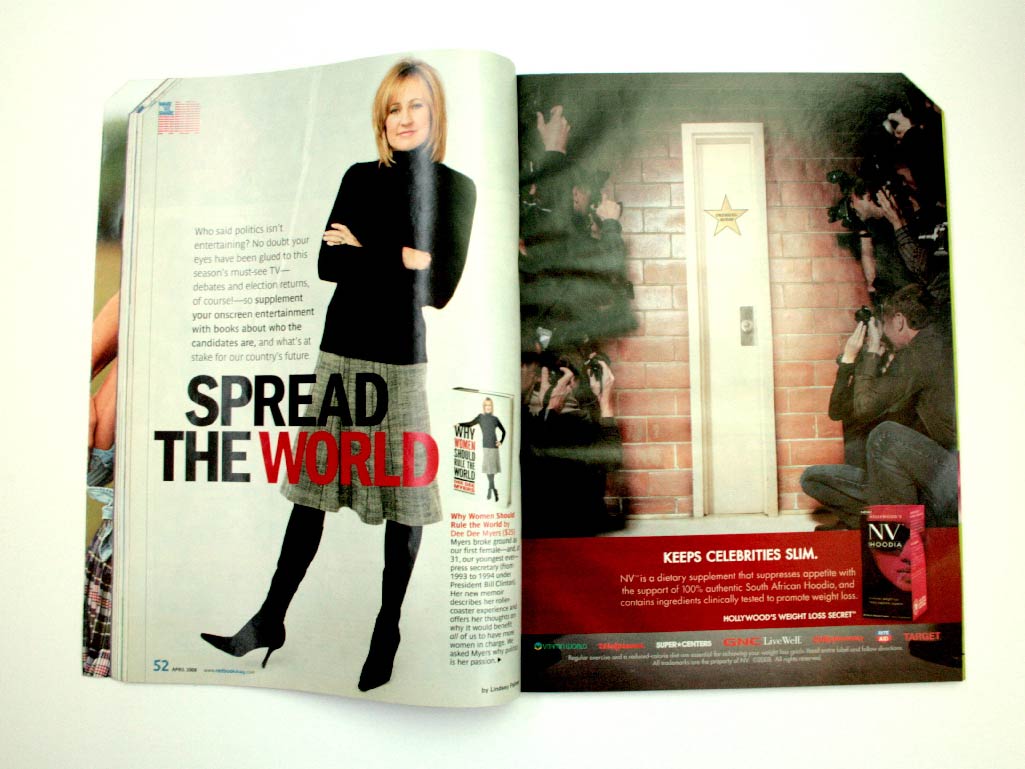 Who said politics isn't
entertaining? No doubt your
eyes have been glued to this
season's must-see TV—
debates and election returns,
of course!—so supplement
your onscreen entertainment
with books about who the
candidates are, and what's at
stake for our country's future.
SPREAD
THE WORLD
WHY
WOMEN
SHOULD
RULE THE
WORLD
DEE DEE
MYERS
Why Women Should
Rule the World by
Dee Dee Myers ($25)
Myers broke ground as
our first female—and, at
31, our youngest ever—
press secretary (from
1993 to 1994 under
President Bill Clinton).
Her new memoir
describes her roller-
coaster experience and
offers her thoughts on
why it would benefit
all of us to have more
women in charge. We
asked Myers why politics
is her passion. ▶
by Lindsey
52 APRIL 2008 www.redbookmag.com
NV™
HOODIA
KEEPS CELEBRITIES SLIM.
NV™ is a dietary supplement that suppresses appetite with
the support of 100% authentic South African Hoodia, and
contains ingredients clinically tested to promote weight loss.
HOLLYWOOD'S WEIGHT LOSS SECRET™
VITAMIN WORLD Walgreens SUPER CENTERS GNC LiveWell. RITE AID TARGET
Regular exercise and a reduced-calorie diet are essential for achieving your weight loss goals. Read entire label and follow directions.
All trademarks are the property of NV. ©2008. All rights reserved.